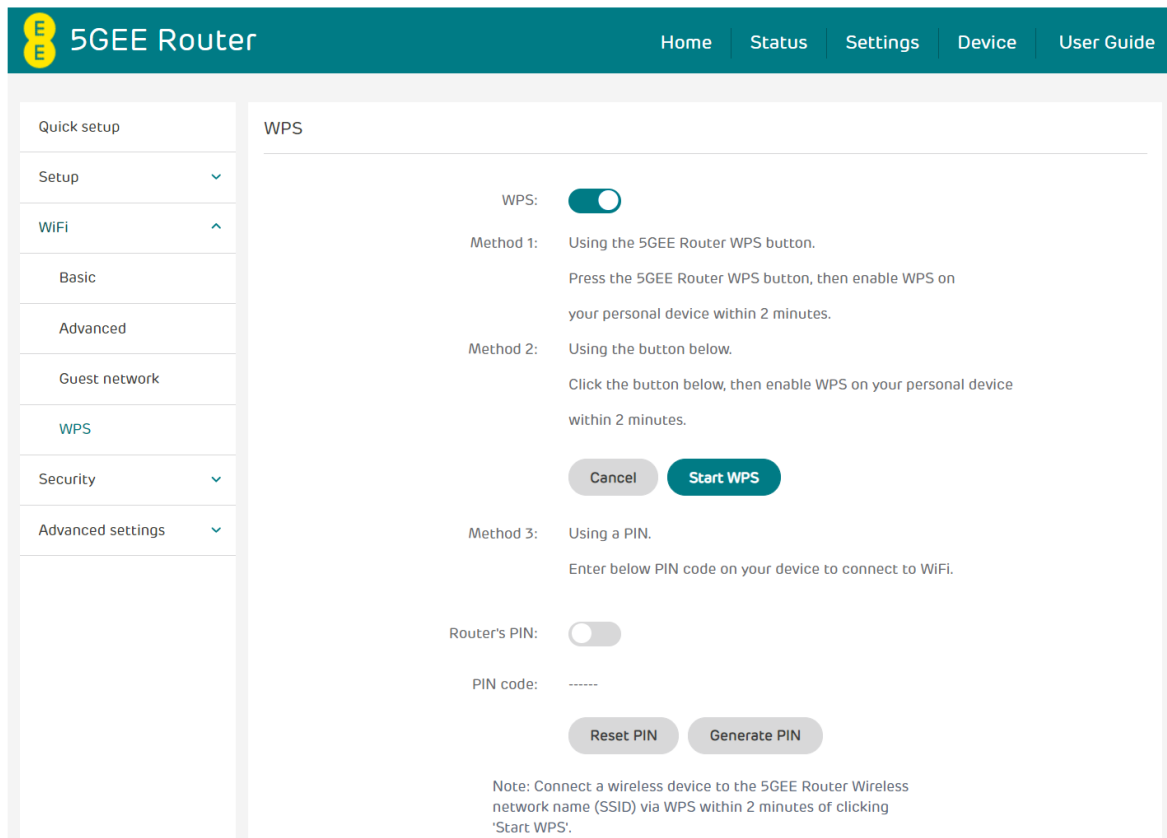 E
E
5GEE Router
Home
Status
Settings
Device
User Guide
Quick setup
Setup
WiFi
Basic
Advanced
Guest network
WPS
Security
Advanced settings
WPS
WPS:
Method 1: Using the 5GEE Router WPS button.
Press the 5GEE Router WPS button, then enable WPS on
your personal device within 2 minutes.
Method 2: Using the button below.
Click the button below, then enable WPS on your personal device
within 2 minutes.
Cancel
Start WPS
Method 3: Using a PIN.
Enter below PIN code on your device to connect to WiFi.
Router's PIN:
PIN code: ------
Reset PIN
Generate PIN
Note: Connect a wireless device to the 5GEE Router Wireless
network name (SSID) via WPS within 2 minutes of clicking
'Start WPS'.